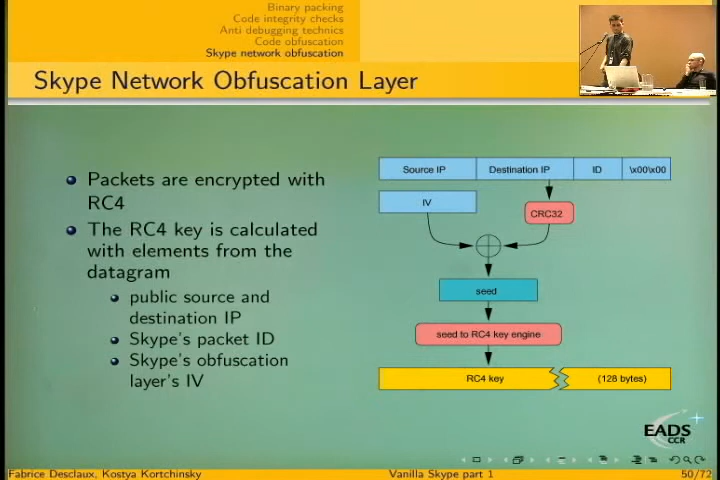 Binary packing
Code integrity checks
Anti debugging technics
Code obfuscation
Skype network obfuscation
Skype Network Obfuscation Layer
Packets are encrypted with
RC4
The RC4 key is calculated
with elements from the
datagram
public source and
destination IP
Skype's packet ID
Skype's obfuscation
layer's IV
Source IP Destination IP ID \x00\x00
IV
CRC32
seed
seed to RC4 key engine
RC4 key (128 bytes)
EADS
CCR
Fabrice Desclaux, Kostya Kortchinsky Vanilla Skype part 1 50/72